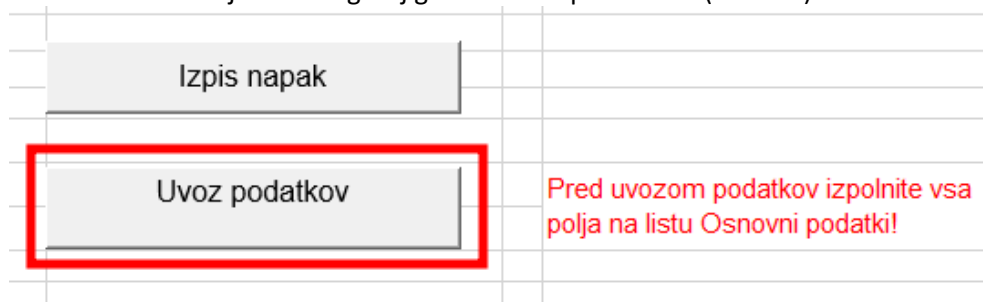 Izpis napak
Uvoz podatkov
Pred uvozom podatkov izpolnite vsa
polja na listu Osnovni podatki!